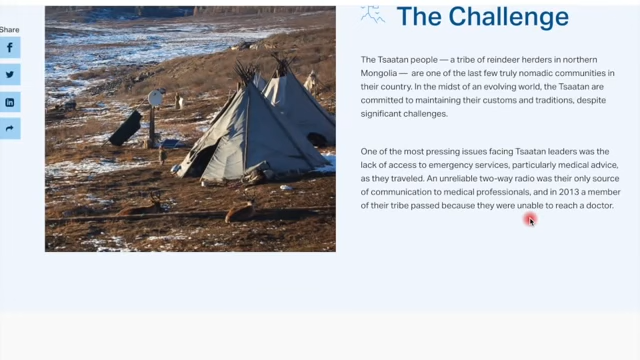 Share
The Challenge
The Tsaatan people — a tribe of reindeer herders in northern
Mongolia — are one of the last few truly nomadic communities in
their country. In the midst of an evolving world, the Tsaatan are
committed to maintaining their customs and traditions, despite
significant challenges.
One of the most pressing issues facing Tsaatan leaders was the
lack of access to emergency services, particularly medical advice,
as they traveled. An unreliable two-way radio was their only source
of communication to medical professionals, and in 2013 a member
of their tribe passed because they were unable to reach a doctor.